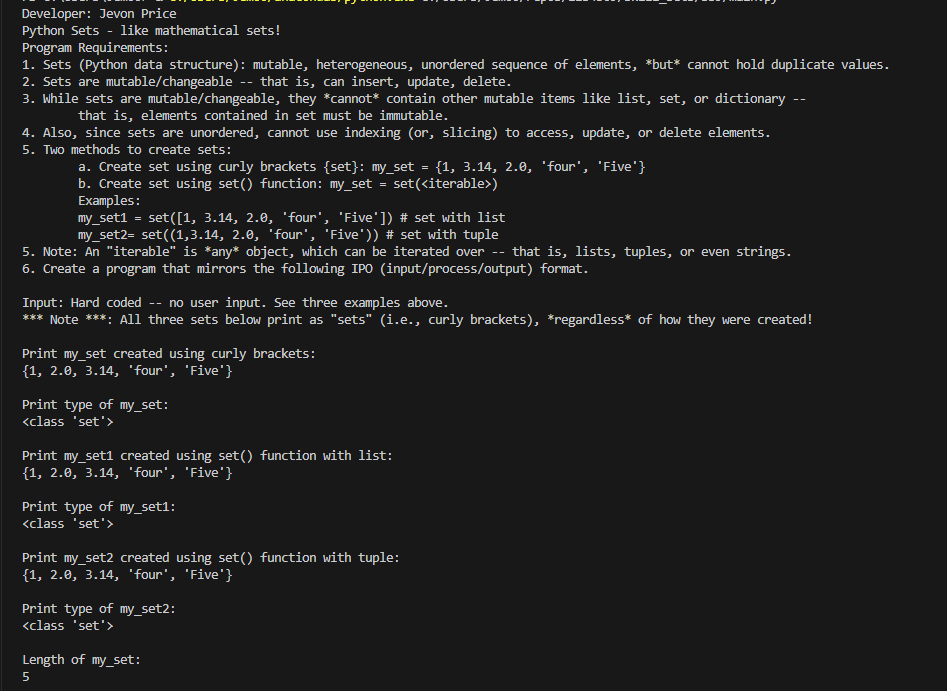 Developer: Jevon Price
Python Sets - like mathematical sets!
Program Requirements:
1. Sets (Python data structure): mutable, heterogeneous, unordered sequence of elements, *but* cannot hold duplicate values.
2. Sets are mutable/changeable -- that is, can insert, update, delete.
3. While sets are mutable/changeable, they *cannot* contain other mutable items like list, set, or dictionary --
that is, elements contained in set must be immutable.
4. Also, since sets are unordered, cannot use indexing (or, slicing) to access, update, or delete elements.
5. Two methods to create sets:
a. Create set using curly brackets {set}: my_set = {1, 3.14, 2.0, 'four', 'Five'}
b. Create set using set() function: my_set = set(<iterable>)
Examples:
my_set1 = set([1, 3.14, 2.0, 'four', 'Five']) # set with list
my_set2= set((1,3.14, 2.0, 'four', 'Five')) # set with tuple
5. Note: An "iterable" is *any* object, which can be iterated over -- that is, lists, tuples, or even strings.
6. Create a program that mirrors the following IPO (input/process/output) format.
Input: Hard coded -- no user input. See three examples above.
*** Note ***: All three sets below print as "sets" (i.e., curly brackets), *regardless* of how they were created!
Print my_set created using curly brackets:
{1, 2.0, 3.14, 'four', 'Five'}
Print type of my_set:
<class 'set'>
Print my_set1 created using set() function with list:
{1, 2.0, 3.14, 'four', 'Five'}
Print type of my_set1:
<class 'set'>
Print my_set2 created using set() function with tuple:
{1, 2.0, 3.14, 'four', 'Five'}
Print type of my_set2:
<class 'set'>
Length of my_set:
5